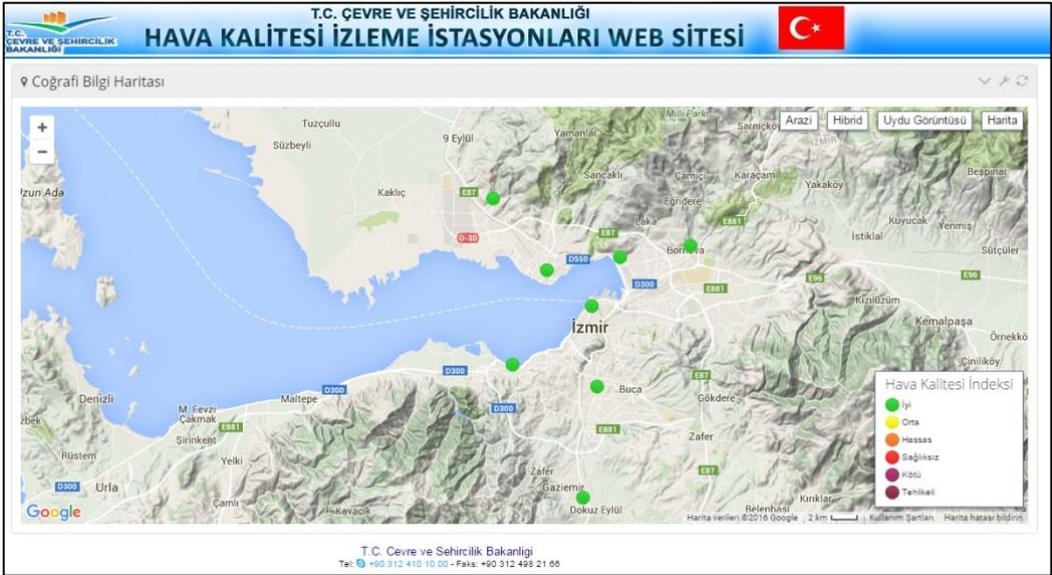 T.C.
ÇEVRE VE ŞEHİRCİLİK
BAKANLIĞI
T.C. ÇEVRE VE ŞEHİRCİLİK BAKANLIĞI
HAVA KALİTESİ İZLEME İSTASYONLARI WEB SİTESİ
Coğrafi Bilgi Haritası
+
−
Arazi
Hibrid
Uydu Görüntüsü
Harita
Milli Park
Sarnıçköy
Tuzçullu
Süzbeyli
9 Eylül
Yamanlar
İZMİR
Sancaklı
Çamiçi
Karaçam
Yakaköy
Beşpınar
Uzun Ada
Kaklıç
E87
Eğridere
Laka
E881
Kuyucak
Yenmiş
O-30
E87
İstiklal
Bornova
Sütçüler
D550
D300
E881
E96
E96
Kızılüzüm
İzmir
Kemalpaşa
Örnekkö
Çiniliköy
D300
E87
Buca
Gökdere
Denizli
D300
Maltepe
D300
M. Fevzi
Çakmak
zbek
E881
E881
Şirinkent
Zafer
Rüstem
Yelki
Zafer
E87
D300
Urla
Gaziemir
Çamlı
Kavacık
Dokuz Eylül
Kırıklar
Belenbaşı
Hava Kalitesi İndeksi
İyi
Orta
Hassas
Sağlıksız
Kötü
Tehlikeli
Google
Harita verileri ©2016 Google
2 km
Kullanım Şartları
Harita hatası bildirin
T.C. Cevre ve Sehircilik Bakanligi
Tel: +90 312 410 10 00 - Faks: +90 312 498 21 66